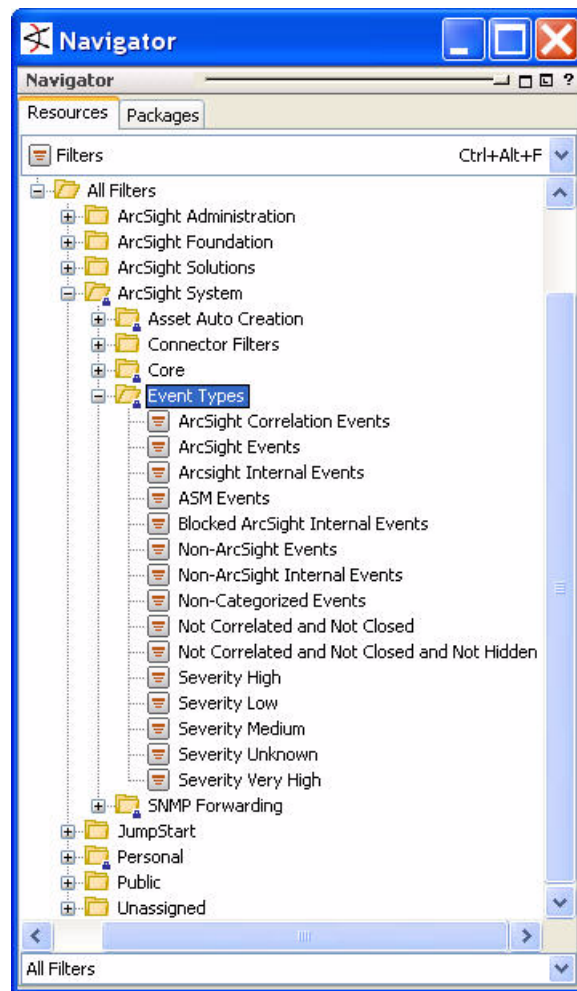 Navigator
Navigator
?
Resources Packages
Filters Ctrl+Alt+F
All Filters
ArcSight Administration
ArcSight Foundation
ArcSight Solutions
ArcSight System
Asset Auto Creation
Connector Filters
Core
Event Types
ArcSight Correlation Events
ArcSight Events
Arcsight Internal Events
ASM Events
Blocked ArcSight Internal Events
Non-ArcSight Events
Non-ArcSight Internal Events
Non-Categorized Events
Not Correlated and Not Closed
Not Correlated and Not Closed and Not Hidden
Severity High
Severity Low
Severity Medium
Severity Unknown
Severity Very High
SNMP Forwarding
JumpStart
Personal
Public
Unassigned
All Filters